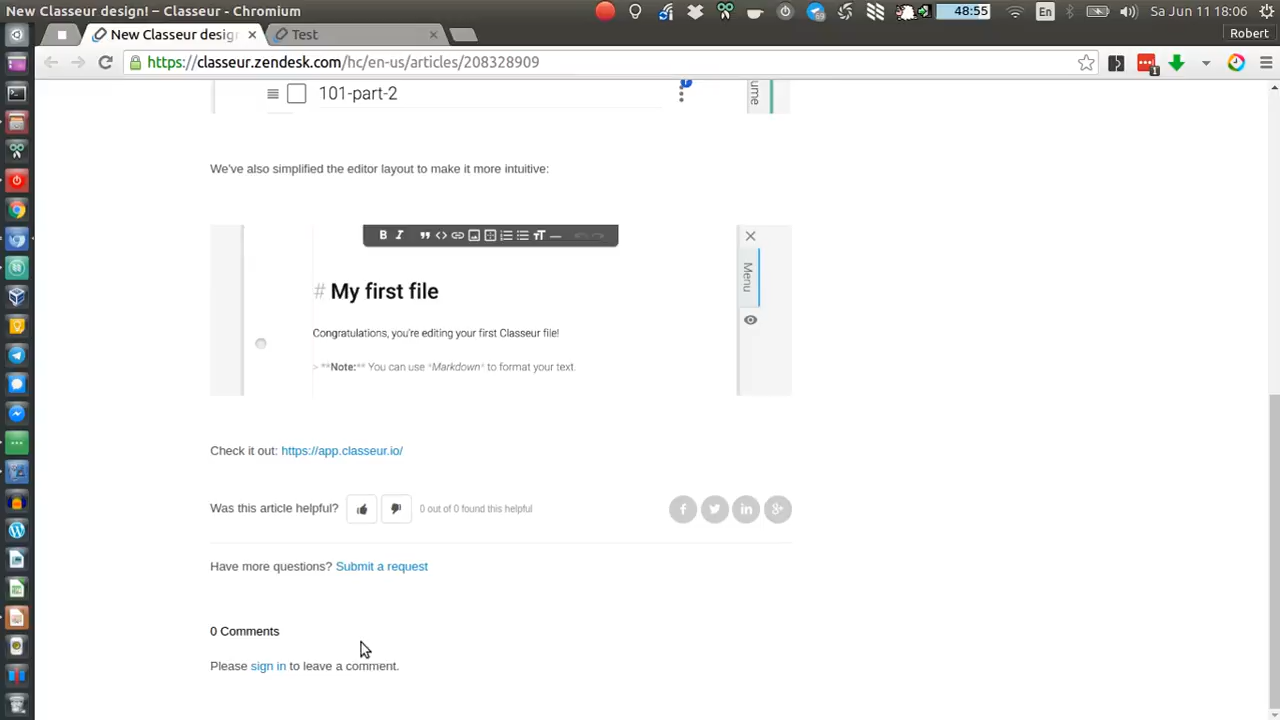 New Classeur design! – Classeur - Chromium
48:55
En
Sa Jun 11 18:06
New Classeur desig
Test
Robert
https://classeur.zendesk.com/hc/en-us/articles/208328909
1
101-part-2
ume
We've also simplified the editor layout to make it more intuitive:
B I
# My first file
Menu
Congratulations, you're editing your first Classeur file!
> **Note:** You can use *Markdown* to format your text.
Check it out: https://app.classeur.io/
Was this article helpful?
0 out of 0 found this helpful
Have more questions? Submit a request
0 Comments
Please sign in to leave a comment.